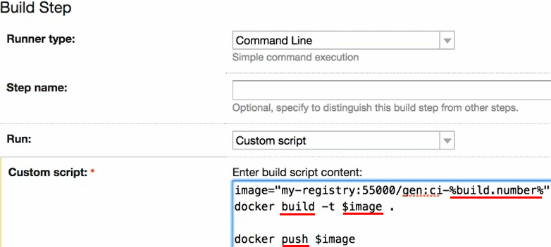 Build Step
Runner type:
Command Line
Simple command execution
Step name:
Optional, specify to distinguish this build step from other steps.
Run:
Custom script
Custom script: *
Enter build script content:
image="my-registry:55000/gen:ci-%build.number%"
docker build -t $image .
docker push $image